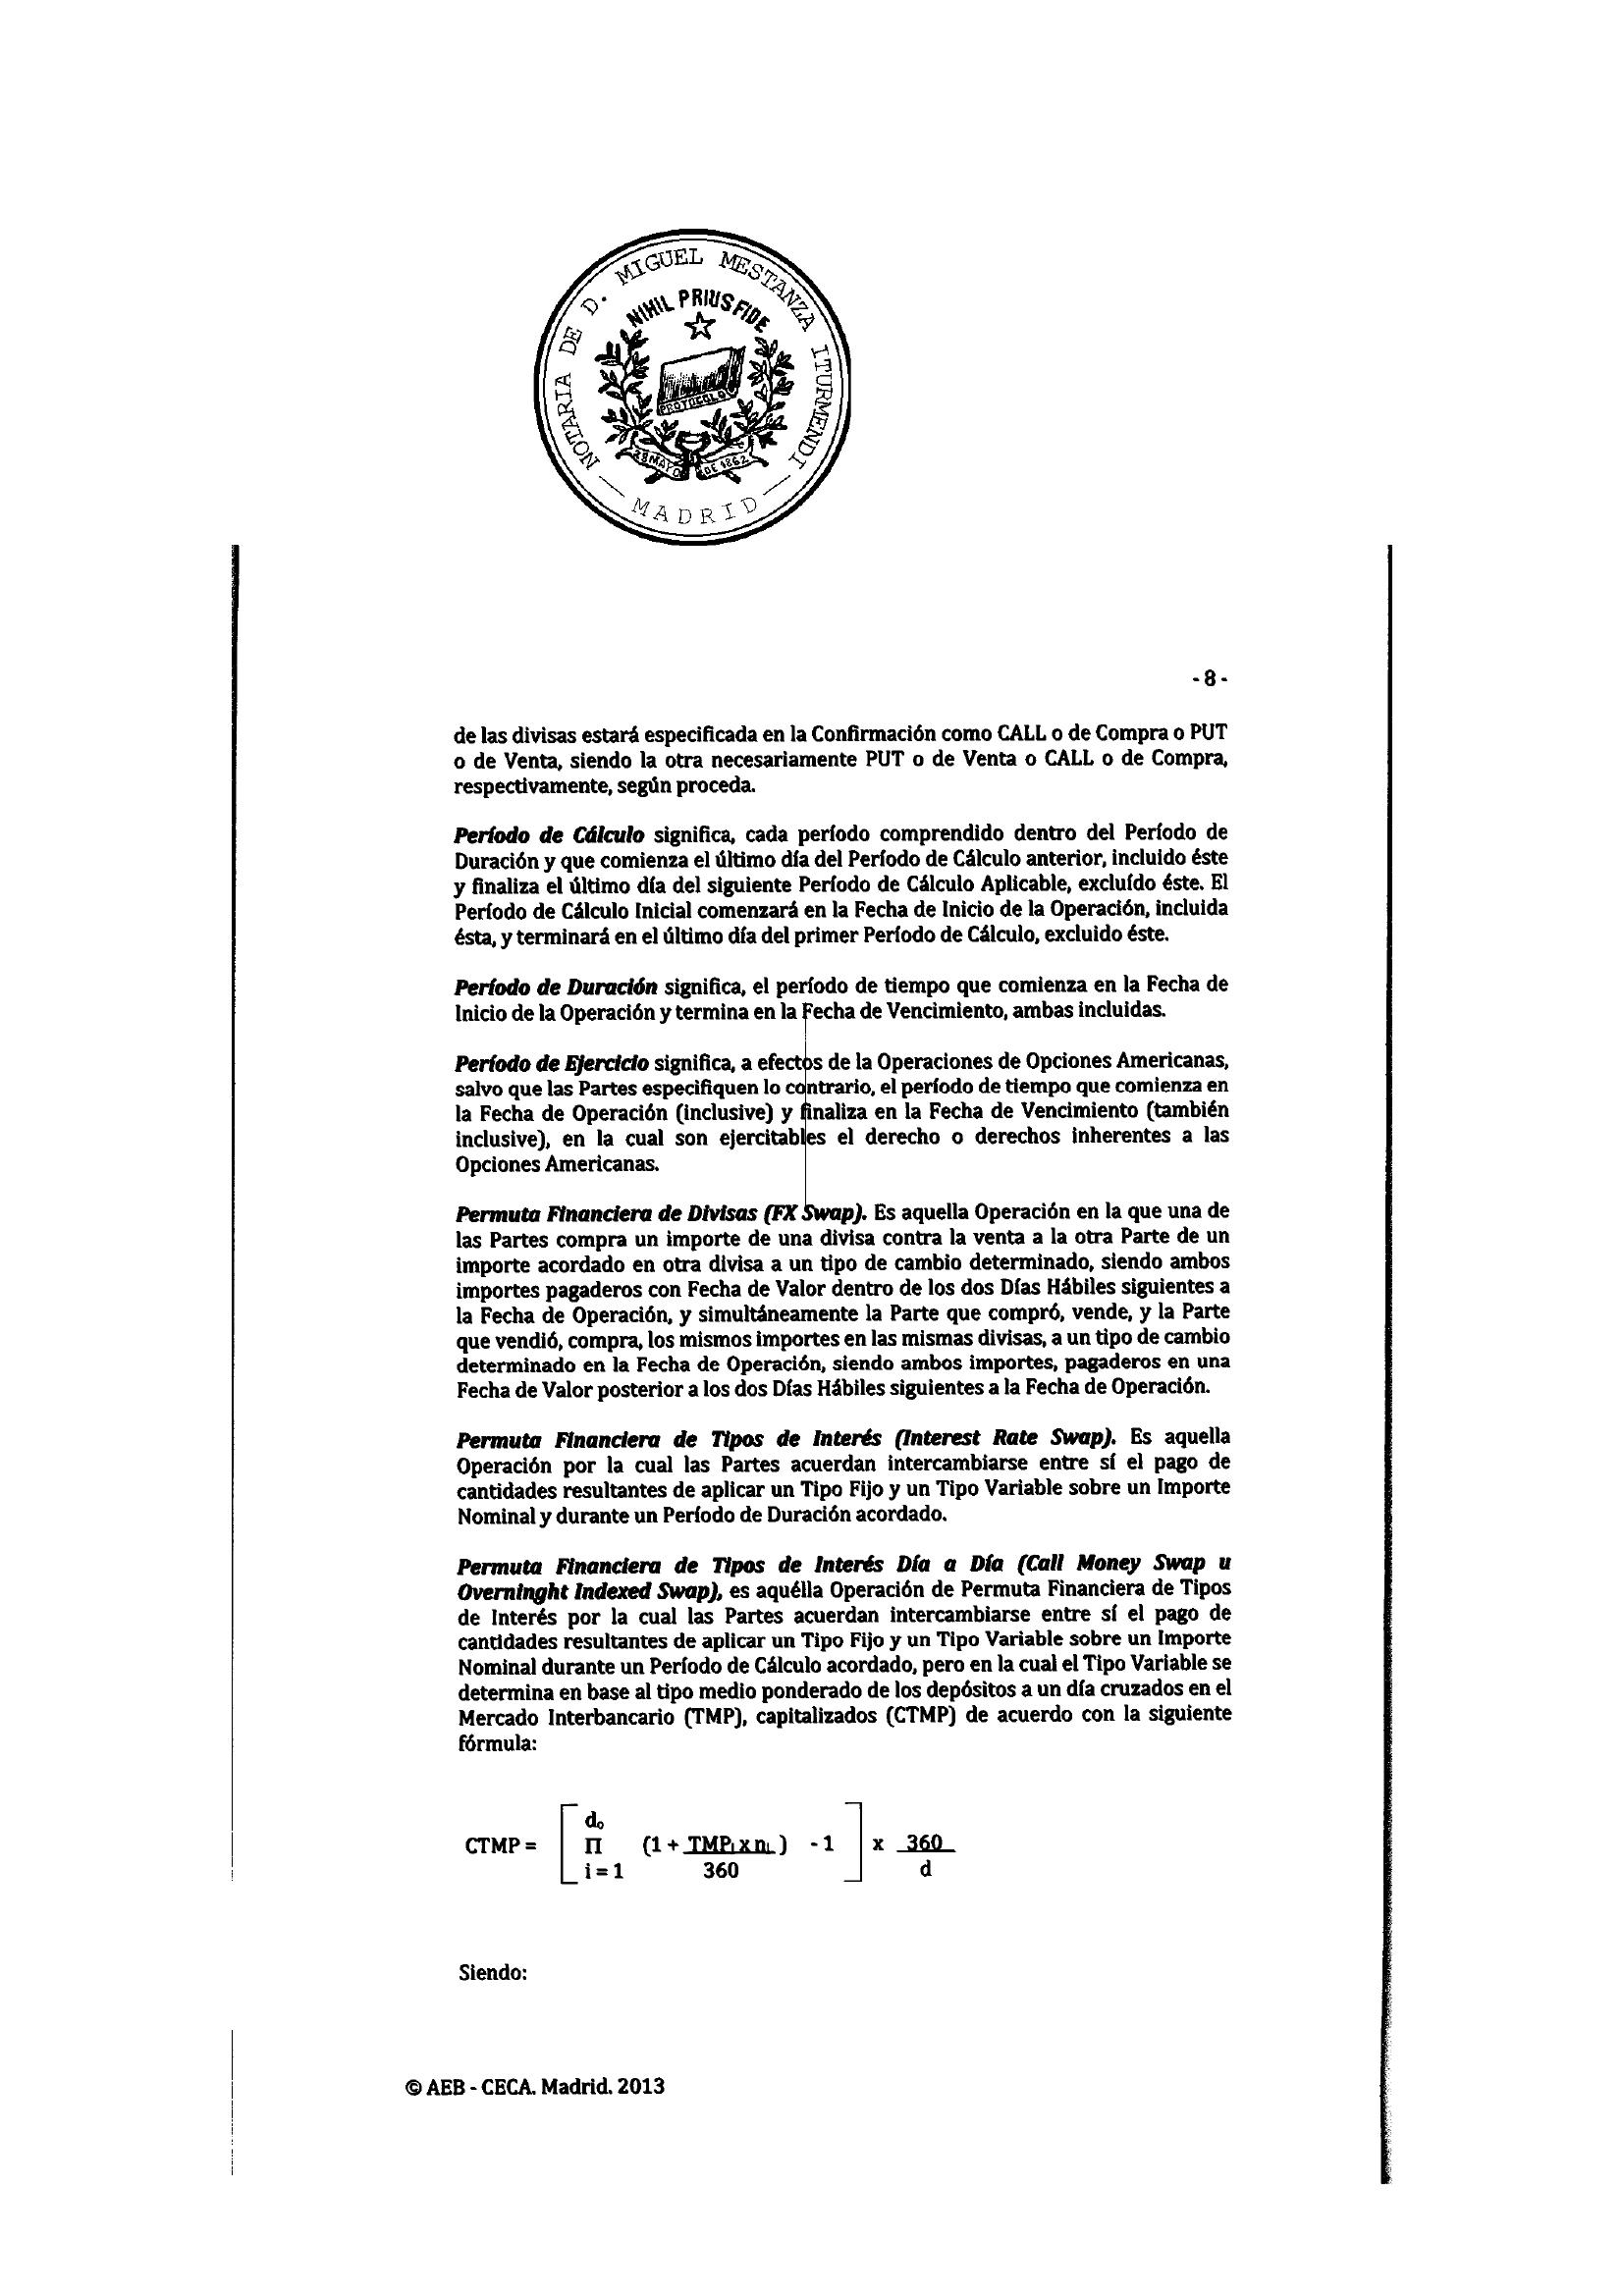 NOTARIA DE D. MIGUEL MESTANZA ITURMENDI
NIHIL PRIUS FIDE
PROTOCOLO
28 MAYO DE 1862
— MADRID —
- 8 -
de las divisas estará especificada en la Confirmación como CALL o de Compra o PUT
o de Venta, siendo la otra necesariamente PUT o de Venta o CALL o de Compra,
respectivamente, según proceda.
Período de Cálculo significa, cada período comprendido dentro del Período de
Duración y que comienza el último día del Período de Cálculo anterior, incluido éste
y finaliza el último día del siguiente Período de Cálculo Aplicable, excluído éste. El
Período de Cálculo Inicial comenzará en la Fecha de Inicio de la Operación, incluida
ésta, y terminará en el último día del primer Período de Cálculo, excluido éste.
Período de Duración significa, el período de tiempo que comienza en la Fecha de
Inicio de la Operación y termina en la Fecha de Vencimiento, ambas incluidas.
Período de Ejercicio significa, a efectos de la Operaciones de Opciones Americanas,
salvo que las Partes especifiquen lo contrario, el período de tiempo que comienza en
la Fecha de Operación (inclusive) y finaliza en la Fecha de Vencimiento (también
inclusive), en la cual son ejercitables el derecho o derechos inherentes a las
Opciones Americanas.
Permuta Financiera de Divisas (FX Swap). Es aquella Operación en la que una de
las Partes compra un importe de una divisa contra la venta a la otra Parte de un
importe acordado en otra divisa a un tipo de cambio determinado, siendo ambos
importes pagaderos con Fecha de Valor dentro de los dos Días Hábiles siguientes a
la Fecha de Operación, y simultáneamente la Parte que compró, vende, y la Parte
que vendió, compra, los mismos importes en las mismas divisas, a un tipo de cambio
determinado en la Fecha de Operación, siendo ambos importes, pagaderos en una
Fecha de Valor posterior a los dos Días Hábiles siguientes a la Fecha de Operación.
Permuta Financiera de Tipos de Interés (Interest Rate Swap). Es aquella
Operación por la cual las Partes acuerdan intercambiarse entre sí el pago de
cantidades resultantes de aplicar un Tipo Fijo y un Tipo Variable sobre un Importe
Nominal y durante un Período de Duración acordado.
Permuta Financiera de Tipos de Interés Día a Día (Call Money Swap u
Overninght Indexed Swap), es aquélla Operación de Permuta Financiera de Tipos
de Interés por la cual las Partes acuerdan intercambiarse entre sí el pago de
cantidades resultantes de aplicar un Tipo Fijo y un Tipo Variable sobre un Importe
Nominal durante un Período de Cálculo acordado, pero en la cual el Tipo Variable se
determina en base al tipo medio ponderado de los depósitos a un día cruzados en el
Mercado Interbancario (TMP), capitalizados (CTMP) de acuerdo con la siguiente
fórmula:
d₀
CTMP = [ Π (1 + TMPᵢ x nᵢ ) - 1 ] x 360
i = 1 360 d
Siendo:
© AEB - CECA. Madrid. 2013